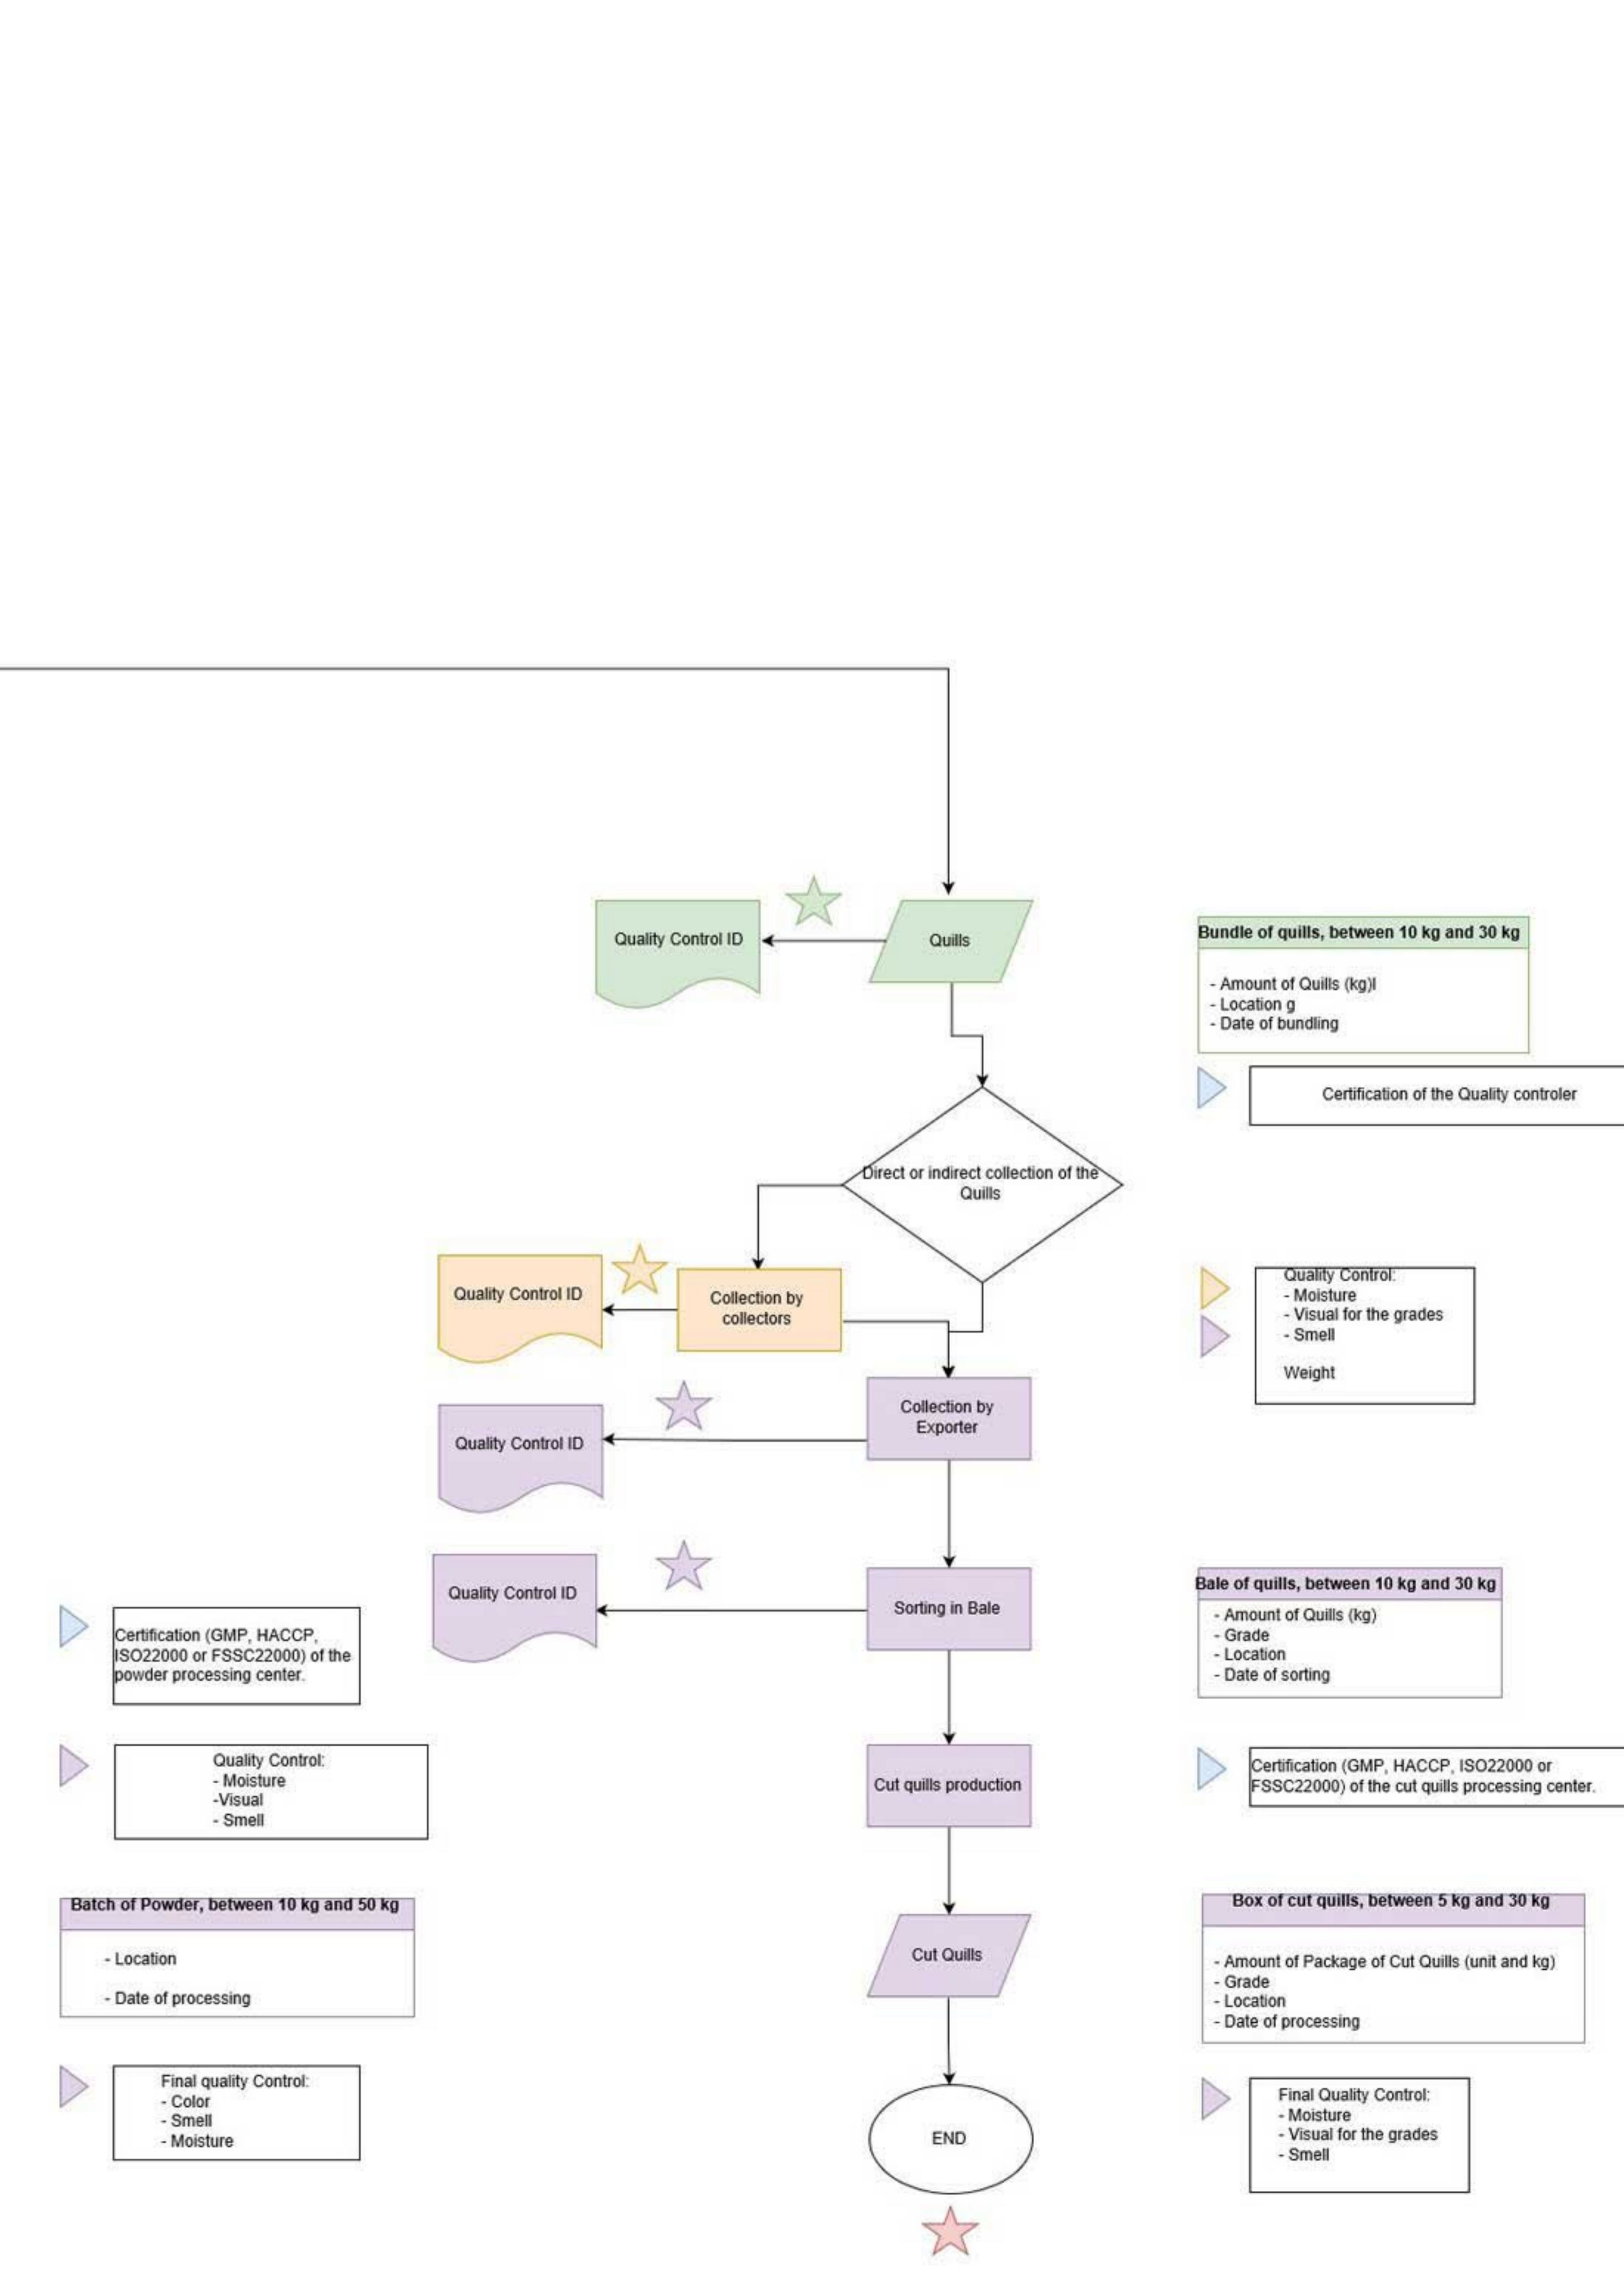 Quality Control ID
Quills
Bundle of quills, between 10 kg and 30 kg
- Amount of Quills (kg)l
- Location g
- Date of bundling
Certification of the Quality controler
Direct or indirect collection of the
Quills
Quality Control ID
Collection by
collectors
Quality Control:
- Moisture
- Visual for the grades
- Smell
Weight
Quality Control ID
Collection by
Exporter
Quality Control ID
Sorting in Bale
Bale of quills, between 10 kg and 30 kg
- Amount of Quills (kg)
- Grade
- Location
- Date of sorting
Certification (GMP, HACCP,
ISO22000 or FSSC22000) of the
powder processing center.
Quality Control:
- Moisture
-Visual
- Smell
Cut quills production
Certification (GMP, HACCP, ISO22000 or
FSSC22000) of the cut quills processing center.
Batch of Powder, between 10 kg and 50 kg
- Location
- Date of processing
Cut Quills
Box of cut quills, between 5 kg and 30 kg
- Amount of Package of Cut Quills (unit and kg)
- Grade
- Location
- Date of processing
Final quality Control:
- Color
- Smell
- Moisture
END
Final Quality Control:
- Moisture
- Visual for the grades
- Smell